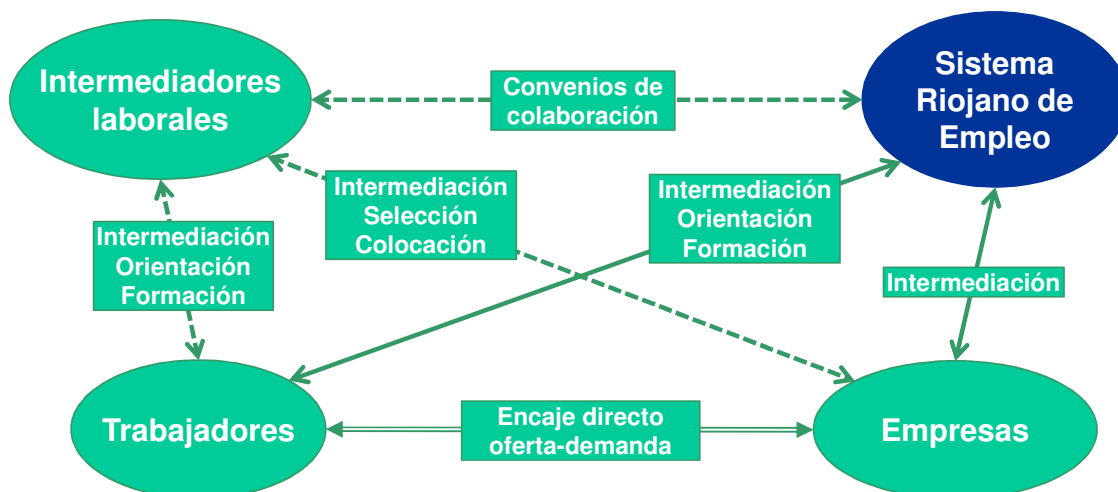 Intermediadores
laborales
Convenios de
colaboración
Sistema
Riojano de
Empleo
Intermediación
Selección
Colocación
Intermediación
Orientación
Formación
Intermediación
Orientación
Formación
Intermediación
Trabajadores
Encaje directo
oferta-demanda
Empresas